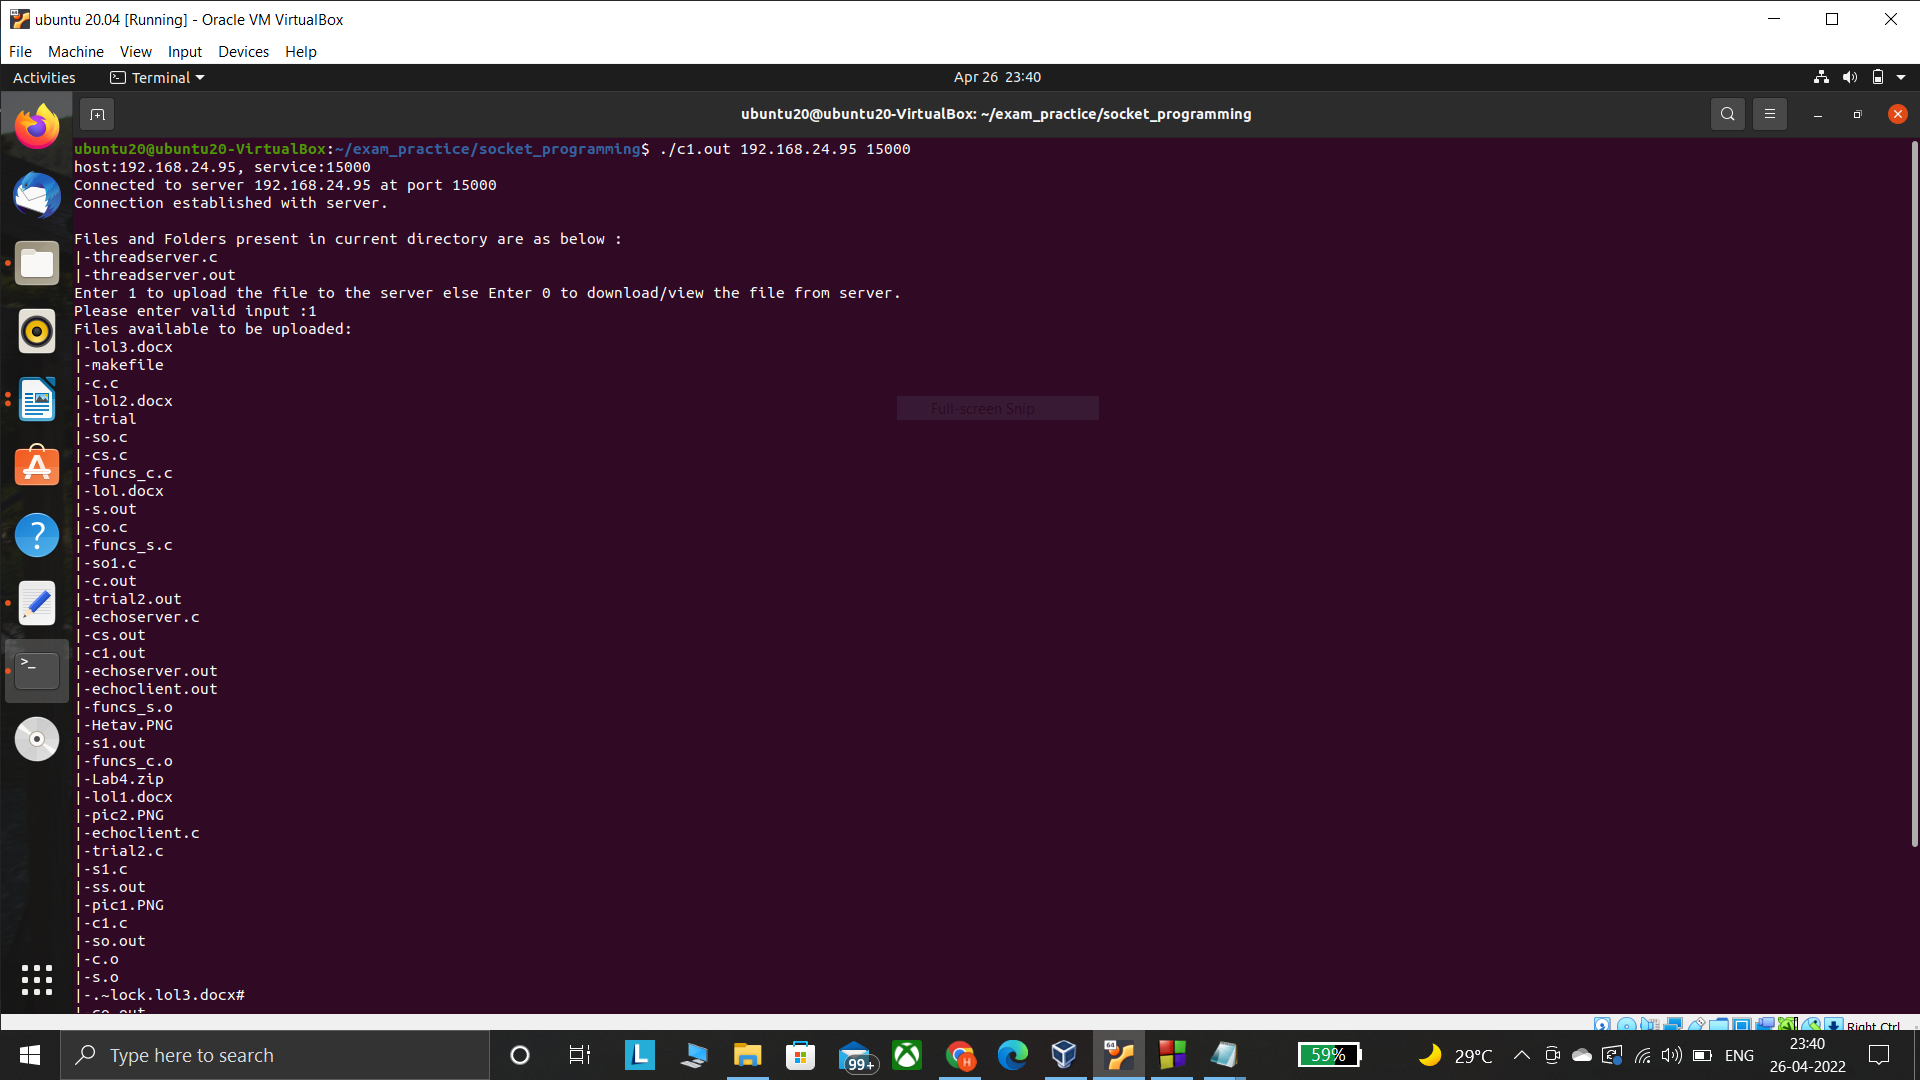 ubuntu 20.04 [Running] - Oracle VM VirtualBox
File Machine View Input Devices Help
Activities Terminal Apr 26 23:40
ubuntu20@ubuntu20-VirtualBox: ~/exam_practice/socket_programming
ubuntu20@ubuntu20-VirtualBox:~/exam_practice/socket_programming$ ./c1.out 192.168.24.95 15000
host:192.168.24.95, service:15000
Connected to server 192.168.24.95 at port 15000
Connection established with server.
Files and Folders present in current directory are as below :
|-threadserver.c
|-threadserver.out
Enter 1 to upload the file to the server else Enter 0 to download/view the file from server.
Please enter valid input :1
Files available to be uploaded:
|-lol3.docx
|-makefile
|-c.c
|-lol2.docx
Full-screen Snip
|-trial
|-so.c
|-cs.c
|-funcs_c.c
|-lol.docx
|-s.out
|-co.c
|-funcs_s.c
|-so1.c
|-c.out
|-trial2.out
|-echoserver.c
|-cs.out
|-c1.out
|-echoserver.out
|-echoclient.out
|-funcs_s.o
|-Hetav.PNG
|-s1.out
|-funcs_c.o
|-Lab4.zip
|-lol1.docx
|-pic2.PNG
|-echoclient.c
|-trial2.c
|-s1.c
|-ss.out
|-pic1.PNG
|-c1.c
|-so.out
|-c.o
|-s.o
|-.~lock.lol3.docx#
|-co.out
Right Ctrl
Type here to search
L
99+
H
64
59%
29°C
ENG
23:40
26-04-2022